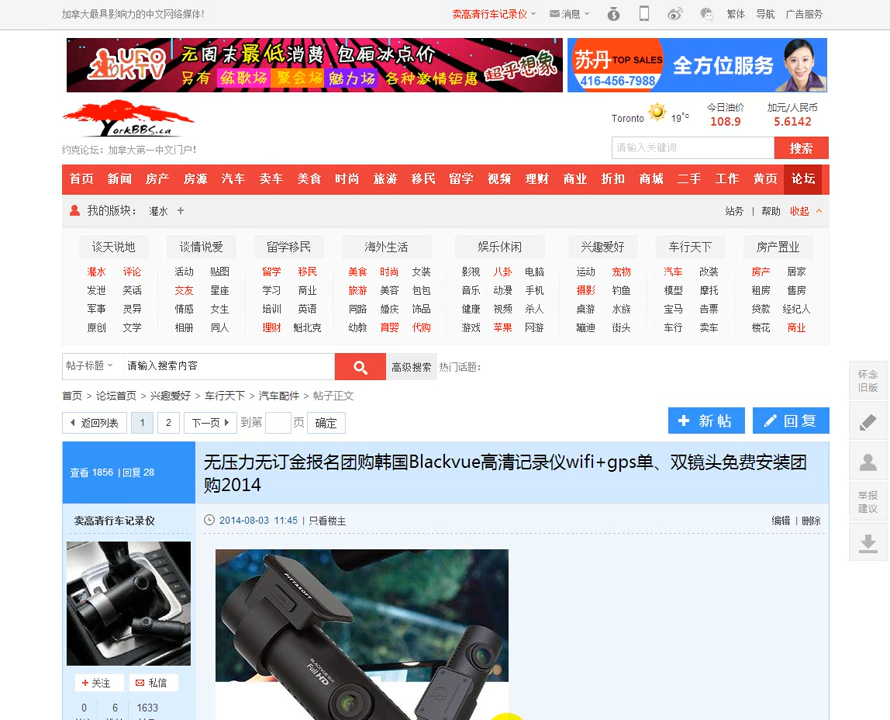 加拿大最具影响力的中文网络媒体!
卖高清行车记录仪 消息 繁体 导航 广告服务
UFO KTV 无周末最低消费 包厢冰点价
只有 练歌场 聚会场 魅力场 各种激情钜惠 超乎想象
苏丹 TOP SALES
416-456-7988
全方位服务
YorkBBS.ca
约克论坛：加拿大第一中文门户!
Toronto 19°c
今日油价 加元/人民币
108.9 5.6142
请输入关键词 搜索
首页 新闻 房产 房源 汽车 卖车 美食 时尚 旅游 移民 留学 视频 理财 商业 折扣 商城 二手 工作 黄页 论坛
我的版块： 灌水 +
站务 | 帮助 收起
谈天说地 谈情说爱 留学移民 海外生活 娱乐休闲 兴趣爱好 车行天下 房产置业
灌水 评论 活动 贴图 留学 移民 美食 时尚 女装 影视 八卦 电脑 运动 宠物 汽车 改装 房产 居家
发泄 笑话 交友 星座 学习 商业 旅游 美容 包包 音乐 动漫 手机 摄影 钓鱼 模型 摩托 租房 售房
军事 灵异 情感 女生 培训 英语 同路 婚庆 饰品 健康 视频 杀人 桌游 水族 宝马 告票 贷款 经纪人
原创 文学 相册 同人 理财 魁北克 幼教 育婴 代购 游戏 苹果 网游 蹦迪 街头 车行 卖车 楼花 商业
帖子标题 请输入搜索内容 高级搜索 热门话题：
首页 > 论坛首页 > 兴趣爱好 > 车行天下 > 汽车配件 > 帖子正文
返回列表 1 2 下一页 到第 页 确定
新帖 回复
查看 1856 | 回复 28
无压力无订金报名团购韩国Blackvue高清记录仪wifi+gps单、双镜头免费安装团
购2014
卖高清行车记录仪
2014-08-03 11:45 | 只看楼主
编辑 | 删除
PITTASOFT
BLACKVUE WiFi
Full HD
+ 关注 私信
0 6 1633
怀念
旧版
举报
建议